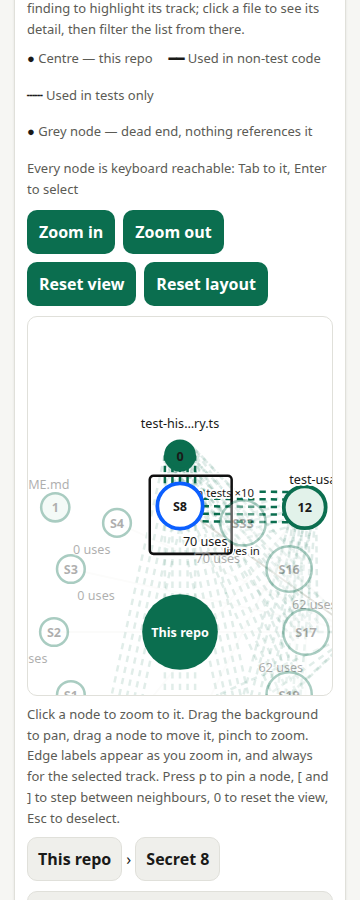 finding to highlight its track; click a file to see its
detail, then filter the list from there.
● Centre — this repo ━━ Used in non-test code
┅┅ Used in tests only
● Grey node — dead end, nothing references it
Every node is keyboard reachable: Tab to it, Enter
to select
Zoom in Zoom out
Reset view Reset layout
test-his...ry.ts
0
ME.md
test-usa
1
S8
tests ×10
12
S4
S33
0 uses
70 uses
lives in
70 uses
S3
S16
0 uses
62 uses
S2
This repo
S17
ses
62 uses
S1
S19
Click a node to zoom to it. Drag the background
to pan, drag a node to move it, pinch to zoom.
Edge labels appear as you zoom in, and always
for the selected track. Press p to pin a node, [ and
] to step between neighbours, 0 to reset the view,
Esc to deselect.
This repo › Secret 8